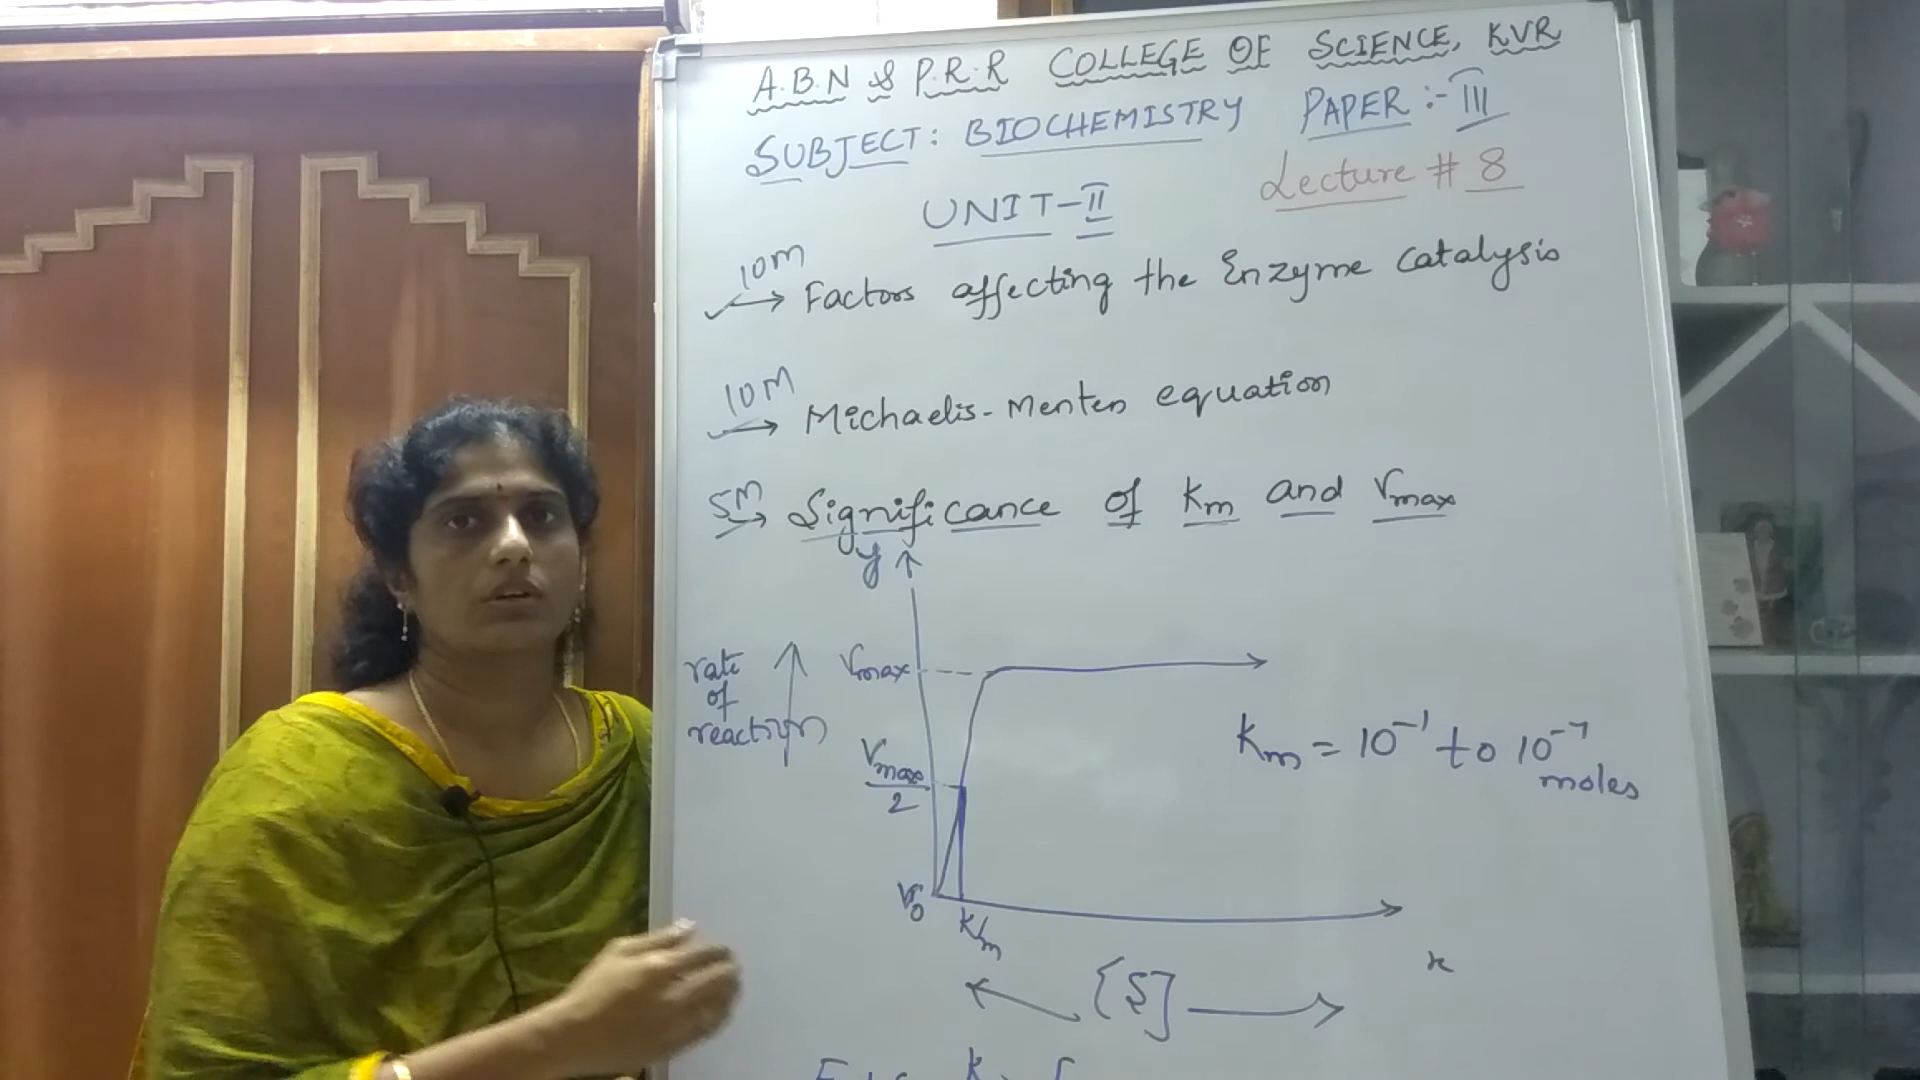 A.B.N & P.R.R COLLEGE OF SCIENCE, KVR
SUBJECT: BIOCHEMISTRY PAPER:- III
UNIT-II Lecture # 8
10M → Factors affecting the Enzyme catalysis
10M → Michaelis-Menten equation
5M → Significance of Km and Vmax
y
rate of reaction
Vmax
Vmax/2
Km = 10⁻¹ to 10⁻⁷ moles
V₀
Km
x
[S]